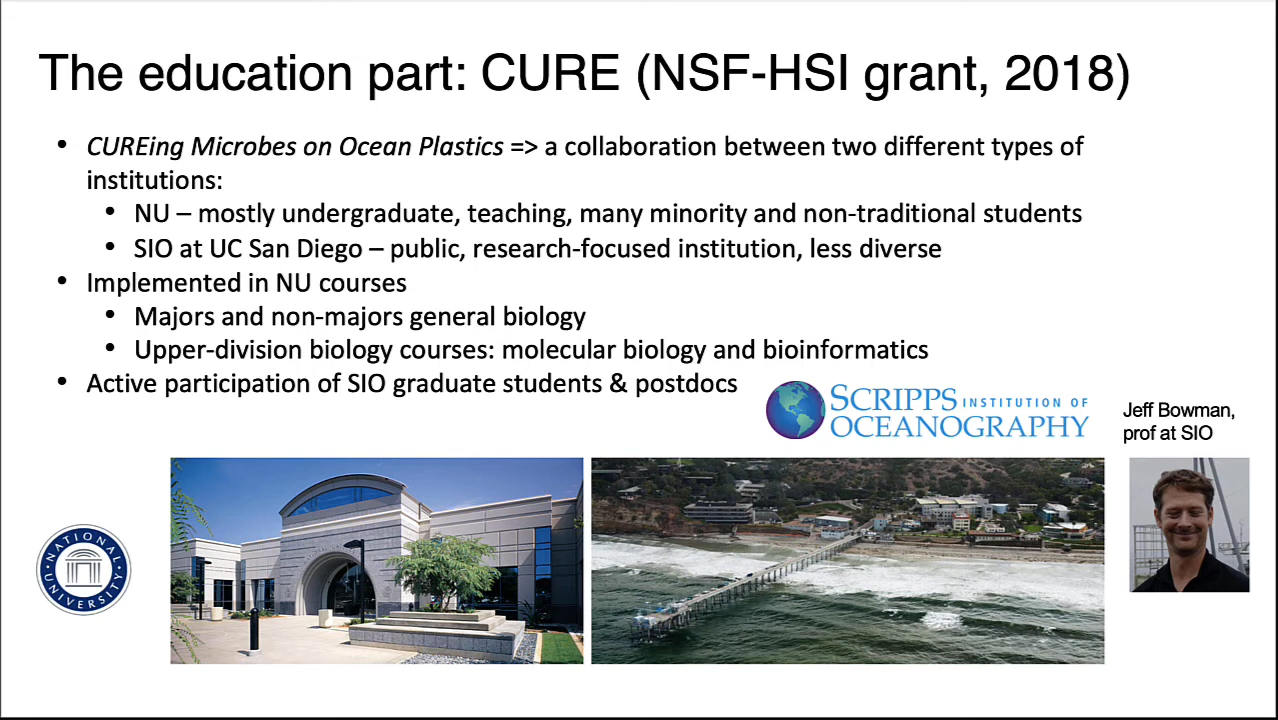 The education part: CURE (NSF-HSI grant, 2018)
• CUREing Microbes on Ocean Plastics => a collaboration between two different types of
institutions:
• NU – mostly undergraduate, teaching, many minority and non-traditional students
• SIO at UC San Diego – public, research-focused institution, less diverse
• Implemented in NU courses
• Majors and non-majors general biology
• Upper-division biology courses: molecular biology and bioinformatics
• Active participation of SIO graduate students & postdocs
SCRIPPS INSTITUTION OF
OCEANOGRAPHY
Jeff Bowman,
prof at SIO
NATIONAL
UNIVERSITY